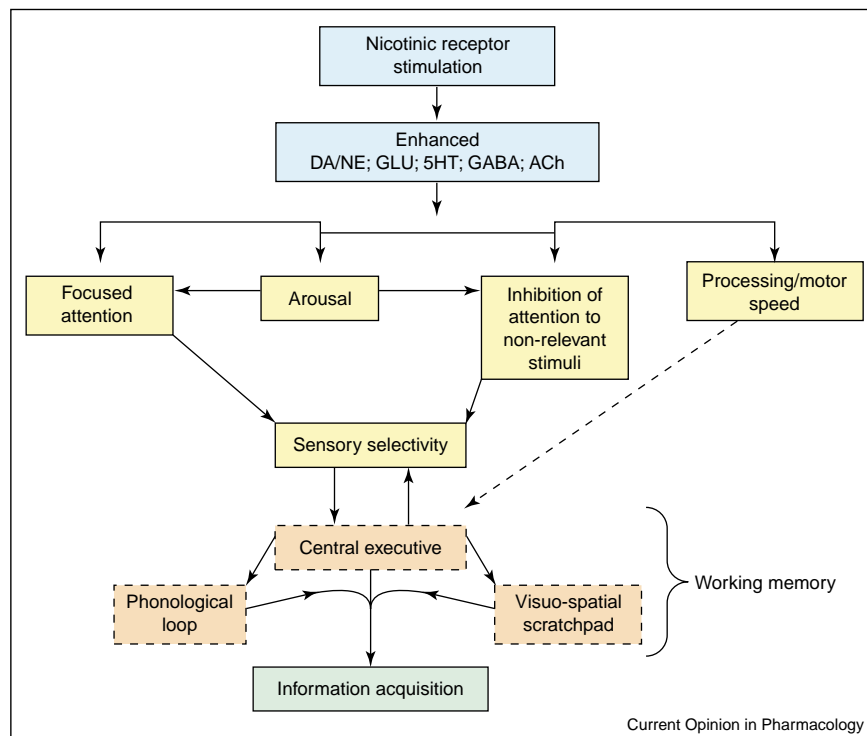 Nicotinic receptor
stimulation
Enhanced
DA/NE; GLU; 5HT; GABA; ACh
Focused
attention
Arousal
Inhibition of
attention to
non-relevant
stimuli
Processing/motor
speed
Sensory selectivity
Central executive
Phonological
loop
Visuo-spatial
scratchpad
Working memory
Information acquisition
Current Opinion in Pharmacology